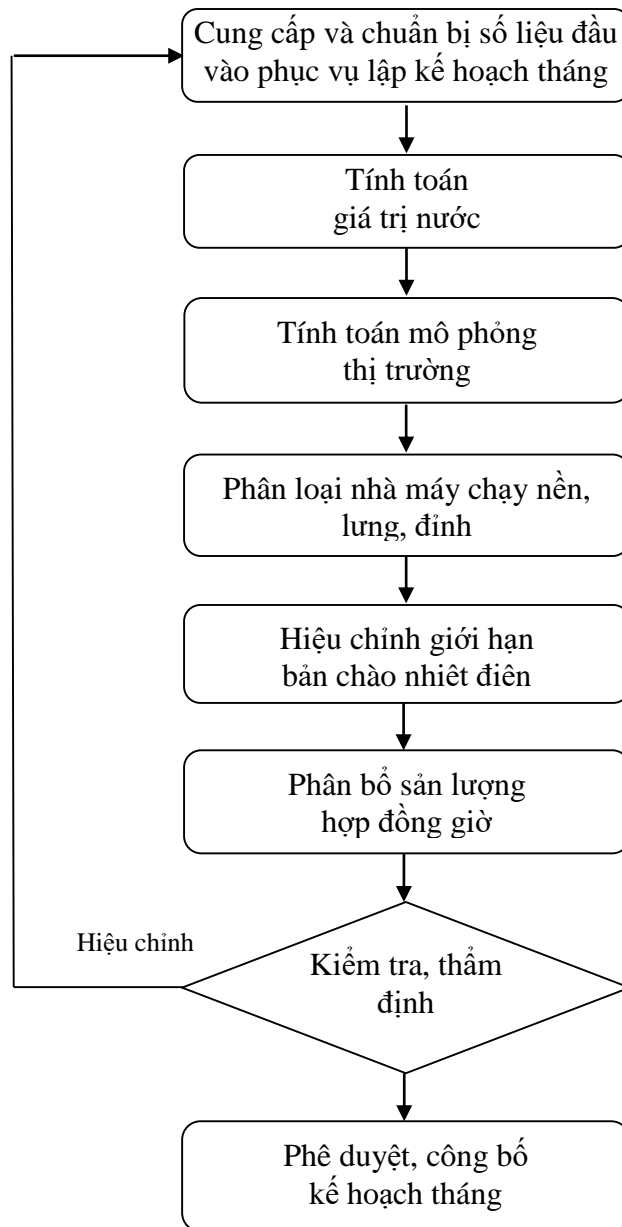 Cung cấp và chuẩn bị số liệu đầu
vào phục vụ lập kế hoạch tháng
Tính toán
giá trị nước
Tính toán mô phỏng
thị trường
Phân loại nhà máy chạy nền,
lưng, đỉnh
Hiệu chỉnh giới hạn
bản chào nhiêt điên
Phân bổ sản lượng
hợp đồng giờ
Hiệu chỉnh
Kiểm tra, thẩm
định
Phê duyệt, công bố
kế hoạch tháng